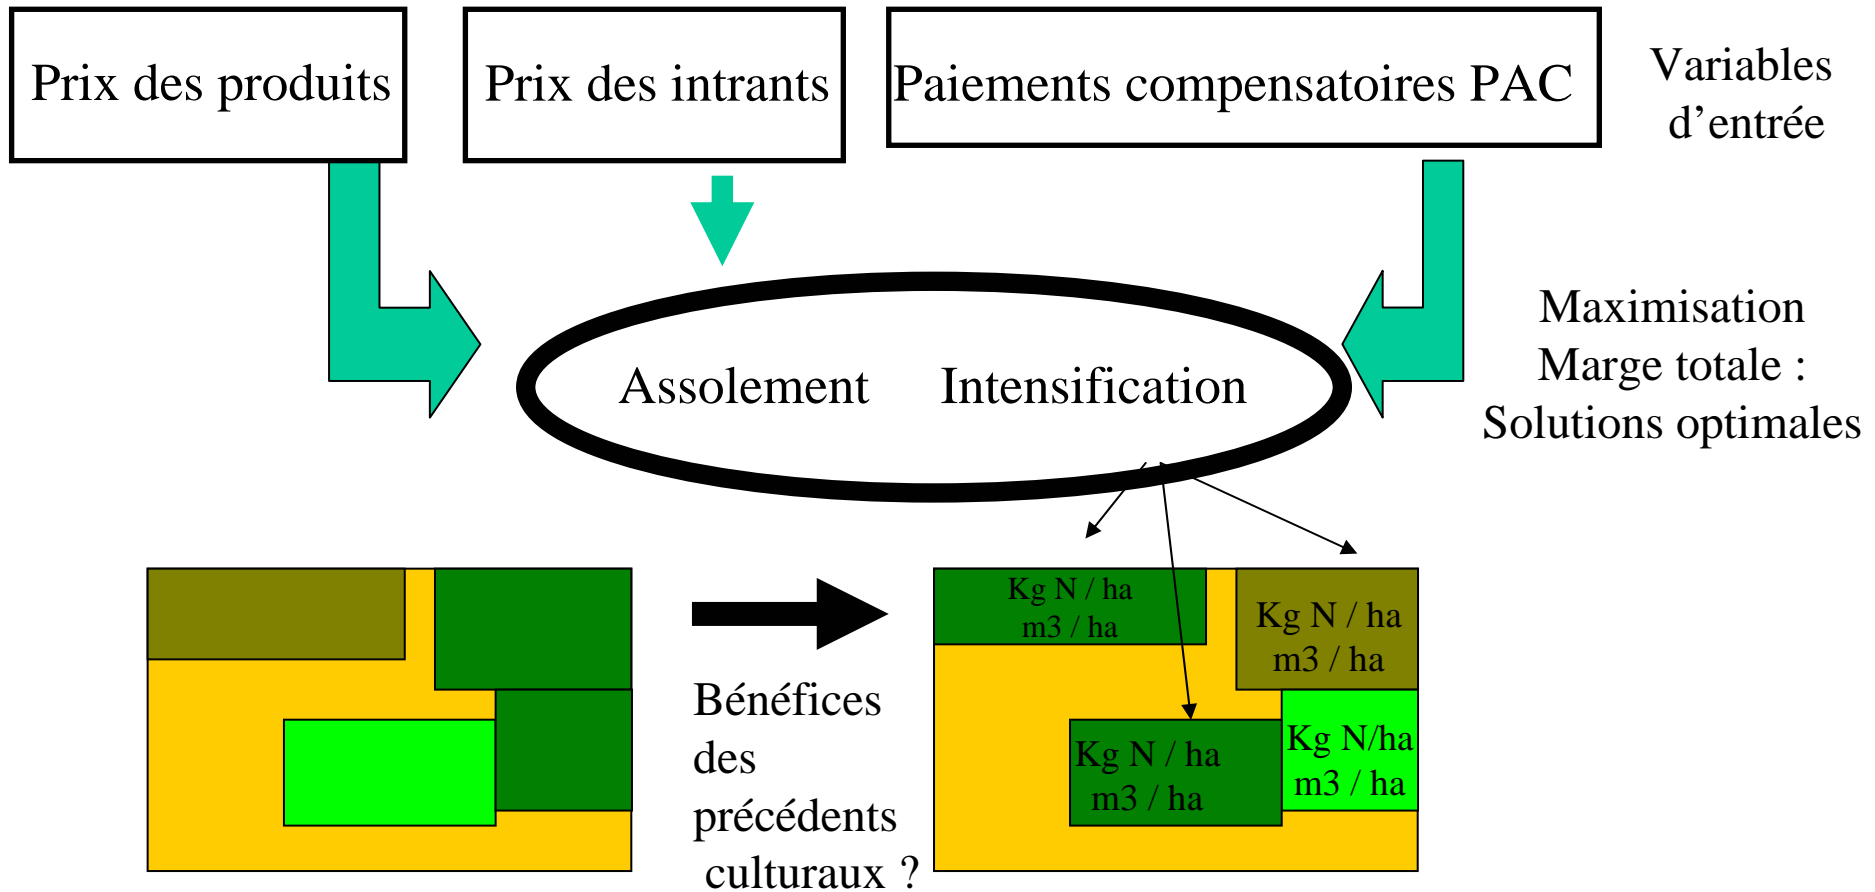 Prix des produits
Prix des intrants
Paiements compensatoires PAC
Variables
d’entrée
Maximisation
Marge totale :
Solutions optimales
Assolement Intensification
Bénéfices
des
précédents
culturaux ?
Kg N / ha
m3 / ha
Kg N / ha
m3 / ha
Kg N / ha
m3 / ha
Kg N/ha
m3 / ha